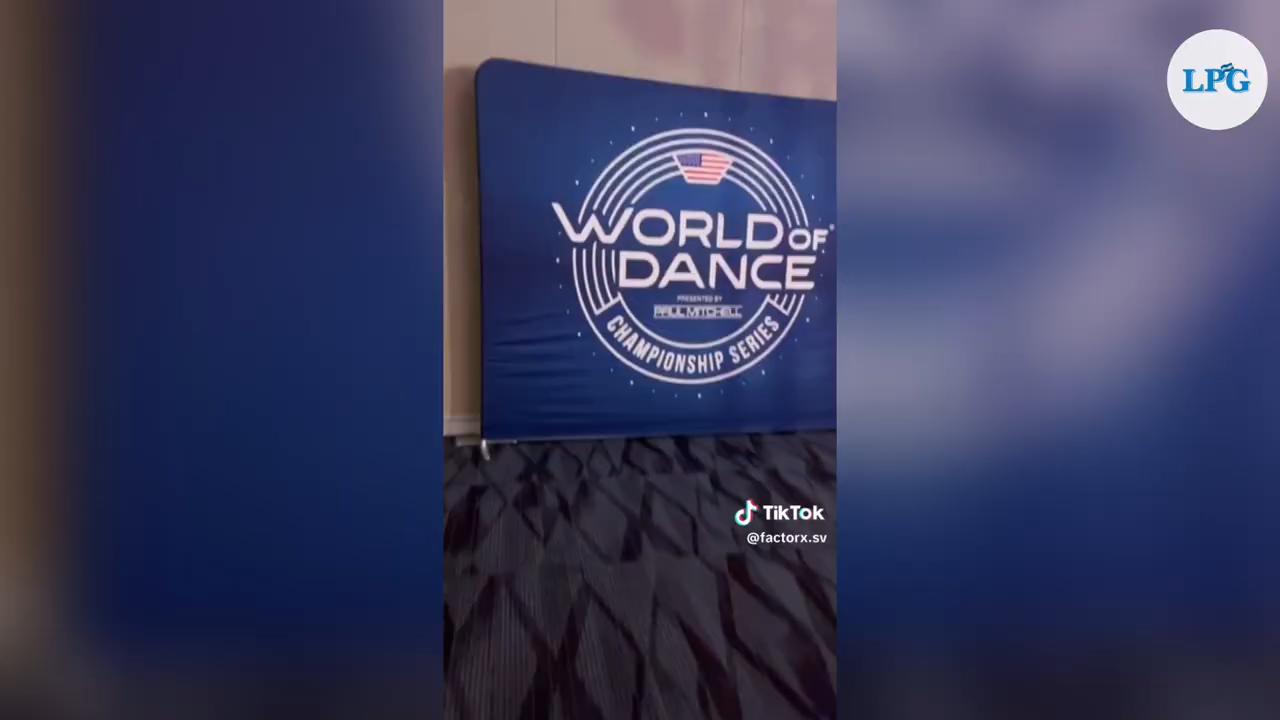 LPG
WORLD OF®
DANCE
PRESENTED BY
PAUL MITCHELL
CHAMPIONSHIP SERIES
TikTok
@factorx.sv